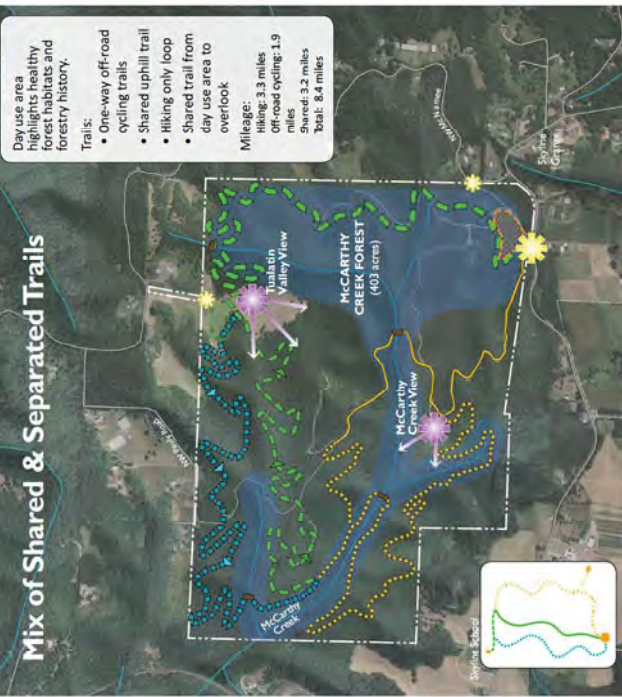 Mix of Shared & Separated Trails
Day use area
highlights healthy
forest habitats and
forestry history.
Trails:
• One-way off-road
cycling trails
• Shared uphill trail
• Hiking only loop
• Shared trail from
day use area to
overlook
Mileage:
Hiking: 3.3 miles
Off-road cycling: 1.9
miles
Shared: 3.2 miles
Total: 8.4 miles
Tualatin
Valley View
McCARTHY
CREEK FOREST
(403 acres)
McCarthy
Creek View
McCarthy
Creek
Skyline
Grange
Skyline School